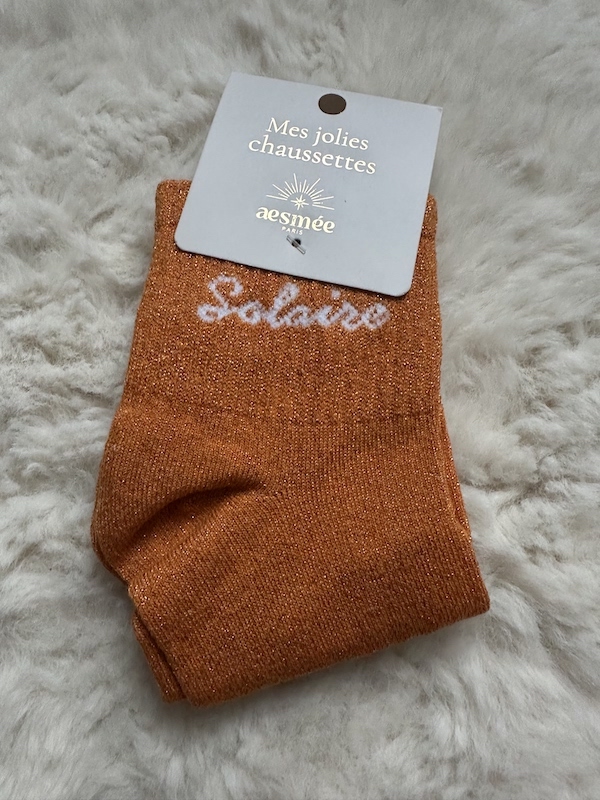 Mes jolies
chaussettes
aesmée
PARIS
Solaire